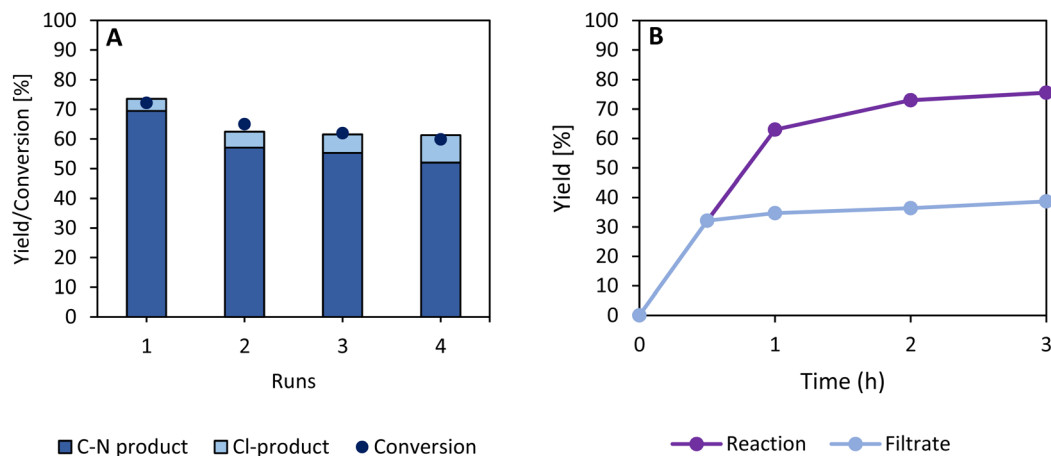 A
Yield/Conversion [%]
100
90
80
70
60
50
40
30
20
10
0
1 2 3 4
Runs
C-N product Cl-product Conversion
B
Yield [%]
100
90
80
70
60
50
40
30
20
10
0
0 1 2 3
Time (h)
Reaction Filtrate